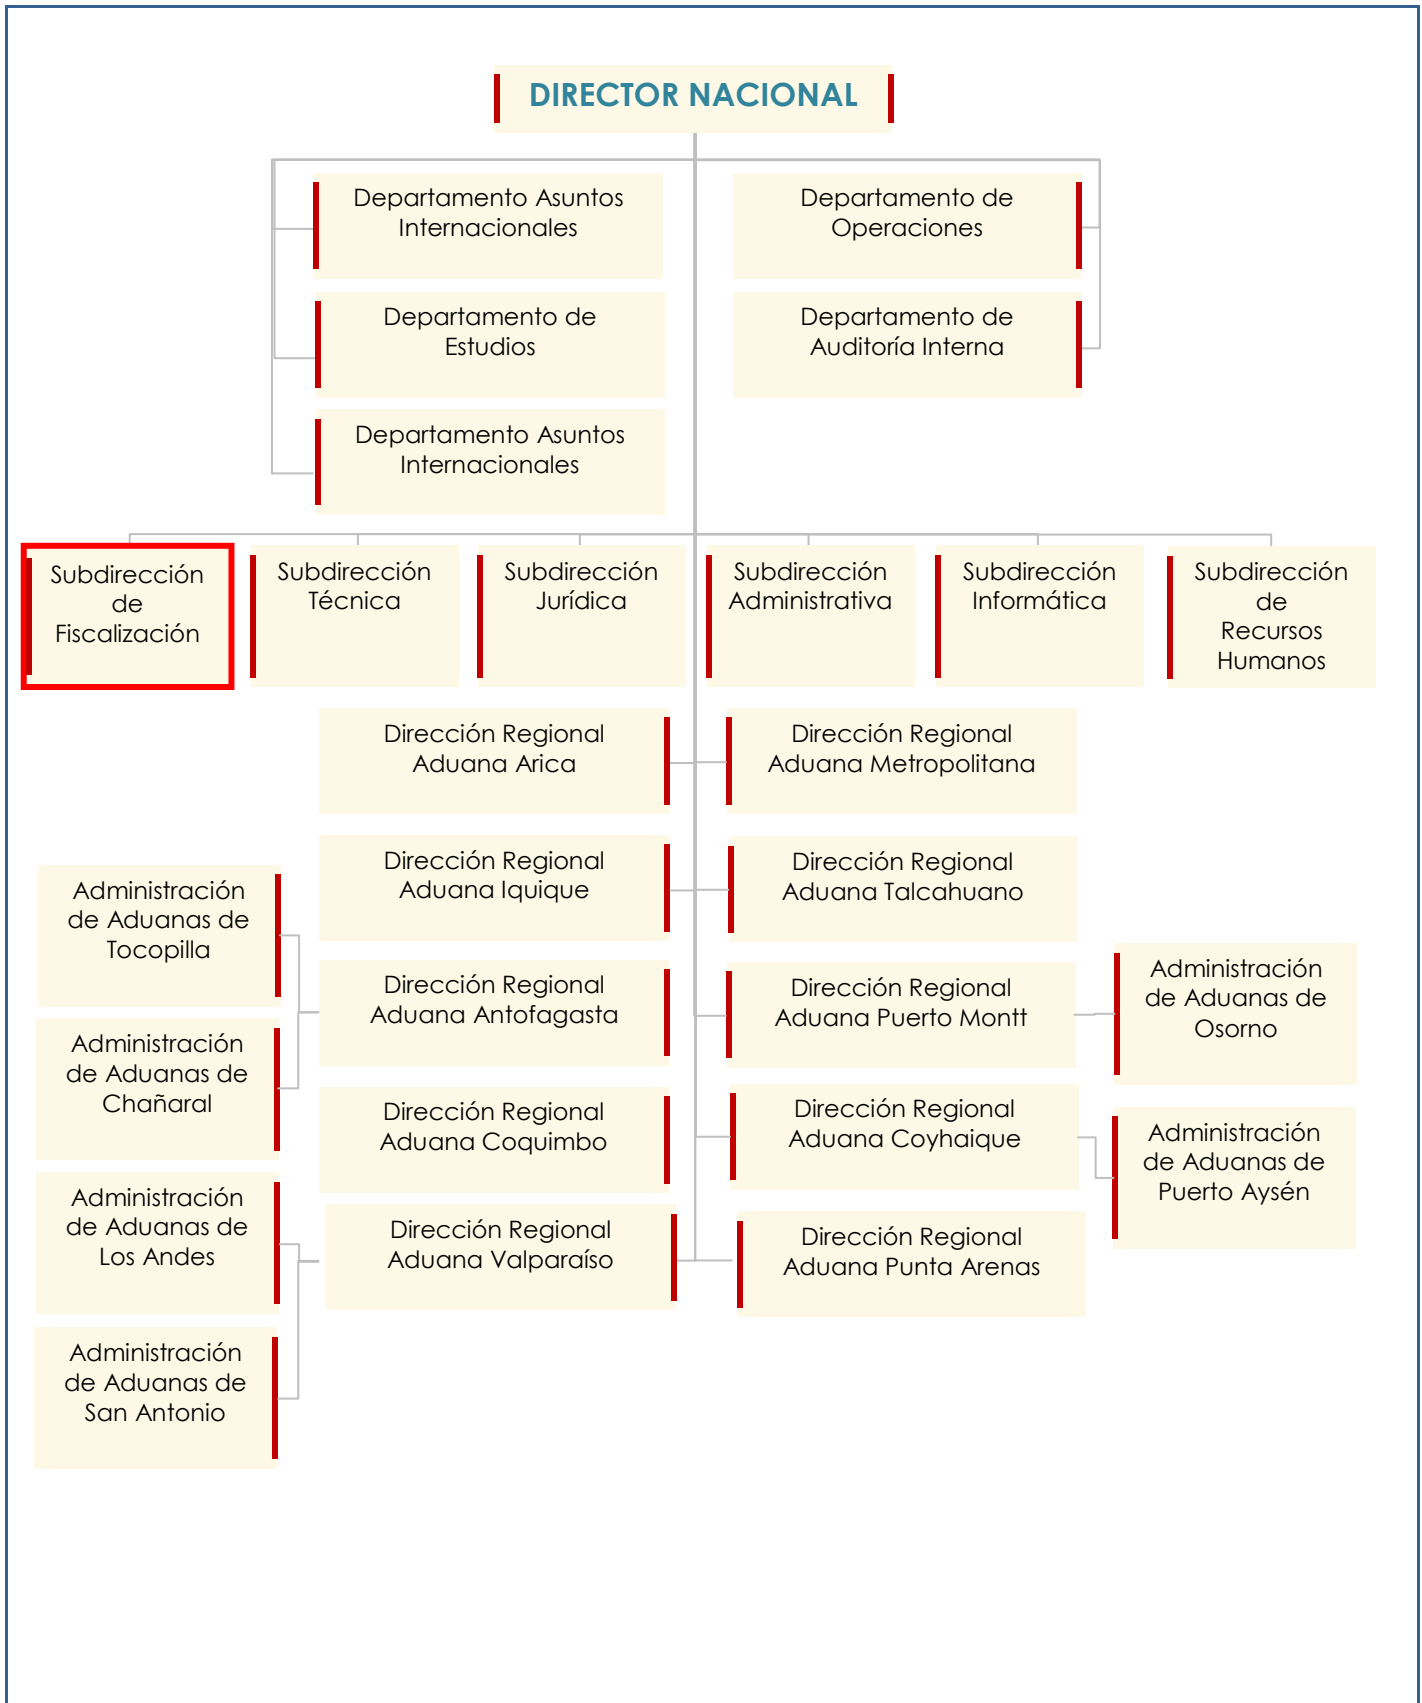 DIRECTOR NACIONAL
Departamento Asuntos
Internacionales
Departamento de
Operaciones
Departamento de
Estudios
Departamento de
Auditoría Interna
Departamento Asuntos
Internacionales
Subdirección
de
Fiscalización
Subdirección
Técnica
Subdirección
Jurídica
Subdirección
Administrativa
Subdirección
Informática
Subdirección
de
Recursos
Humanos
Dirección Regional
Aduana Arica
Dirección Regional
Aduana Metropolitana
Dirección Regional
Aduana Iquique
Dirección Regional
Aduana Talcahuano
Administración
de Aduanas de
Tocopilla
Dirección Regional
Aduana Antofagasta
Dirección Regional
Aduana Puerto Montt
Administración
de Aduanas de
Osorno
Administración
de Aduanas de
Chañaral
Dirección Regional
Aduana Coquimbo
Dirección Regional
Aduana Coyhaique
Administración
de Aduanas de
Puerto Aysén
Administración
de Aduanas de
Los Andes
Dirección Regional
Aduana Valparaíso
Dirección Regional
Aduana Punta Arenas
Administración
de Aduanas de
San Antonio